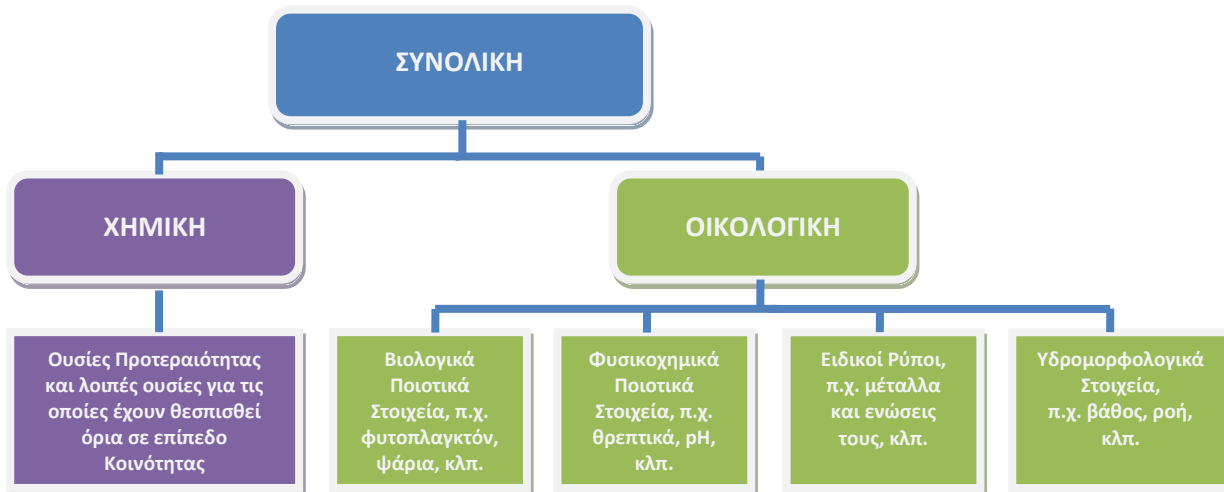 ΣΥΝΟΛΙΚΗ
ΧΗΜΙΚΗ
ΟΙΚΟΛΟΓΙΚΗ
Ουσίες Προτεραιότητας
και λοιπές ουσίες για τις
οποίες έχουν θεσπισθεί
όρια σε επίπεδο
Κοινότητας
Βιολογικά
Ποιοτικά
Στοιχεία, π.χ.
φυτοπλαγκτόν,
ψάρια, κλπ.
Φυσικοχημικά
Ποιοτικά
Στοιχεία, π.χ.
θρεπτικά, pH,
κλπ.
Ειδικοί Ρύποι,
π.χ. μέταλλα
και ενώσεις
τους, κλπ.
Υδρομορφολογικά
Στοιχεία,
π.χ. βάθος, ροή,
κλπ.